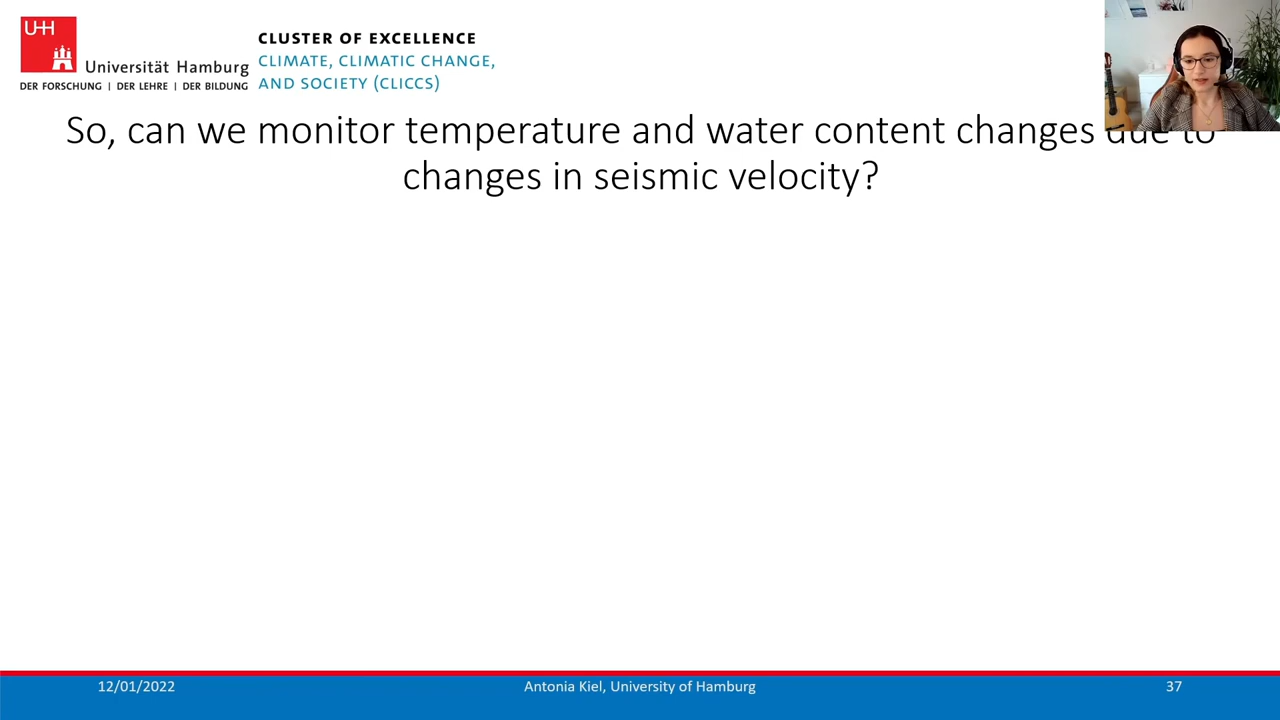 UHH
Universität Hamburg
DER FORSCHUNG | DER LEHRE | DER BILDUNG
CLUSTER OF EXCELLENCE
CLIMATE, CLIMATIC CHANGE,
AND SOCIETY (CLICCS)
So, can we monitor temperature and water content changes due to
changes in seismic velocity?
12/01/2022
Antonia Kiel, University of Hamburg
37